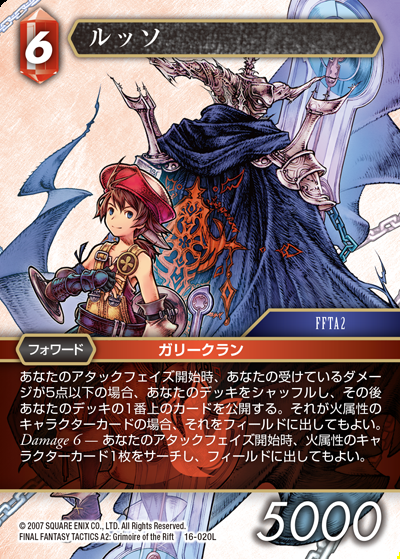 6
ルッソ
FFTA2
フォワード
ガリークラン
あなたのアタックフェイズ開始時、あなたの受けているダメー
ジが5点以下の場合、あなたのデッキをシャッフルし、その後
あなたのデッキの1番上のカードを公開する。それが火属性の
キャラクターカードの場合、それをフィールドに出してもよい。
Damage 6 — あなたのアタックフェイズ開始時、火属性のキャ
ラクターカード1枚をサーチし、フィールドに出してもよい。
© 2007 SQUARE ENIX CO., LTD. All Rights Reserved.
FINAL FANTASY TACTICS A2: Grimoire of the Rift 16-020L
5000